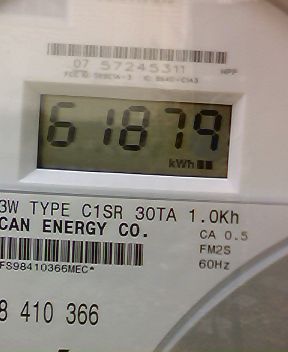 07 57245311
HPP
61879
kWh
3W TYPE C1SR 30TA 1.0Kh
CAN ENERGY CO.
CA 0.5
FM2S
60Hz
FS98410366MEC*
8 410 366